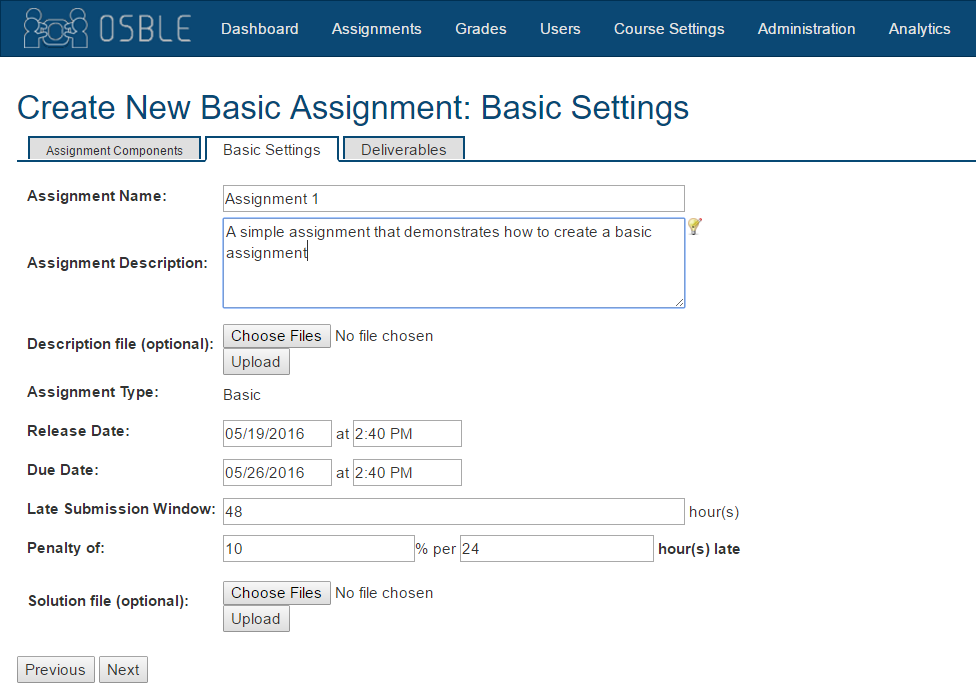 OSBLE Dashboard Assignments Grades Users Course Settings Administration Analytics
Create New Basic Assignment: Basic Settings
Assignment Components Basic Settings Deliverables
Assignment Name: Assignment 1
Assignment Description: A simple assignment that demonstrates how to create a basic
assignment
Description file (optional): Choose Files No file chosen
Upload
Assignment Type: Basic
Release Date: 05/19/2016 at 2:40 PM
Due Date: 05/26/2016 at 2:40 PM
Late Submission Window: 48 hour(s)
Penalty of: 10 % per 24 hour(s) late
Solution file (optional): Choose Files No file chosen
Upload
Previous Next